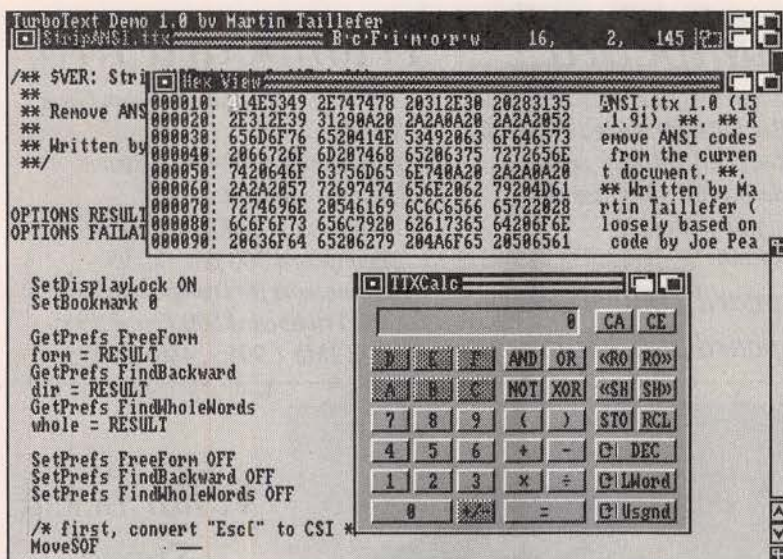 TurboText Demo 1.0 by Martin Taillefer
StripANSI.ttx B·c·F·i·m·o·r·w 16, 2, 145
/** $VER: Stri
**
** Remove ANS
**
** Written by
**/
OPTIONS RESULT
OPTIONS FAILAT
Hex View
000010: 414E5349 2E747478 20312E30 20283135 ANSI.ttx 1.0 (15
000020: 2E312E39 31290A20 2A2A0A20 2A2A2052 .1.91). **. ** R
000030: 656D6F76 6520414E 53492063 6F646573 emove ANSI codes
000040: 2066726F 6D207468 65206375 7272656E from the curren
000050: 7420646F 63756D65 6E740A20 2A2A0A20 t document. **.
000060: 2A2A2057 72697474 656E2062 79204D61 ** Written by Ma
000070: 7274696E 20546169 6C6C6566 65722028 rtin Taillefer (
000080: 6C6F6F73 656C7920 62617365 64206F6E loosely based on
000090: 20636F64 65206279 204A6F65 20506561 code by Joe Pea
SetDisplayLock ON
SetBookmark 0
GetPrefs FreeForm
form = RESULT
GetPrefs FindBackward
dir = RESULT
GetPrefs FindWholeWords
whole = RESULT
SetPrefs FreeForm OFF
SetPrefs FindBackward OFF
SetPrefs FindWholeWords OFF
/* first, convert "Esc[" to CSI *
MoveSOF
TTXCalc
0 CA CE
D E F AND OR «RO RO»
A B C NOT XOR «SH SH»
7 8 9 ( ) STO RCL
4 5 6 + - DEC
1 2 3 × ÷ LWord
0 +/- = Usgnd